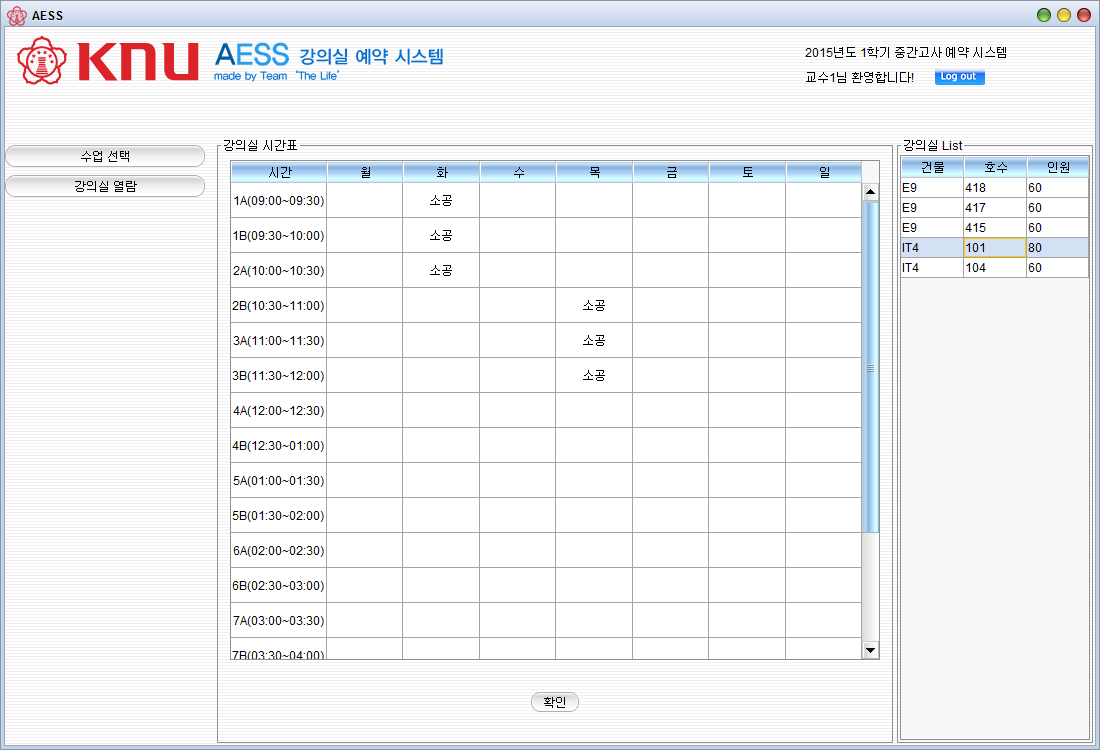 AESS
KNU AESS 강의실 예약 시스템
made by Team 'The Life'
2015년도 1학기 중간고사 예약 시스템
교수1님 환영합니다! Log out
수업 선택
강의실 열람
강의실 시간표
시간 월 화 수 목 금 토 일
1A(09:00~09:30) 소공
1B(09:30~10:00) 소공
2A(10:00~10:30) 소공
2B(10:30~11:00) 소공
3A(11:00~11:30) 소공
3B(11:30~12:00) 소공
4A(12:00~12:30)
4B(12:30~01:00)
5A(01:00~01:30)
5B(01:30~02:00)
6A(02:00~02:30)
6B(02:30~03:00)
7A(03:00~03:30)
7B(03:30~04:00)
확인
강의실 List
건물 호수 인원
E9 418 60
E9 417 60
E9 415 60
IT4 101 80
IT4 104 60